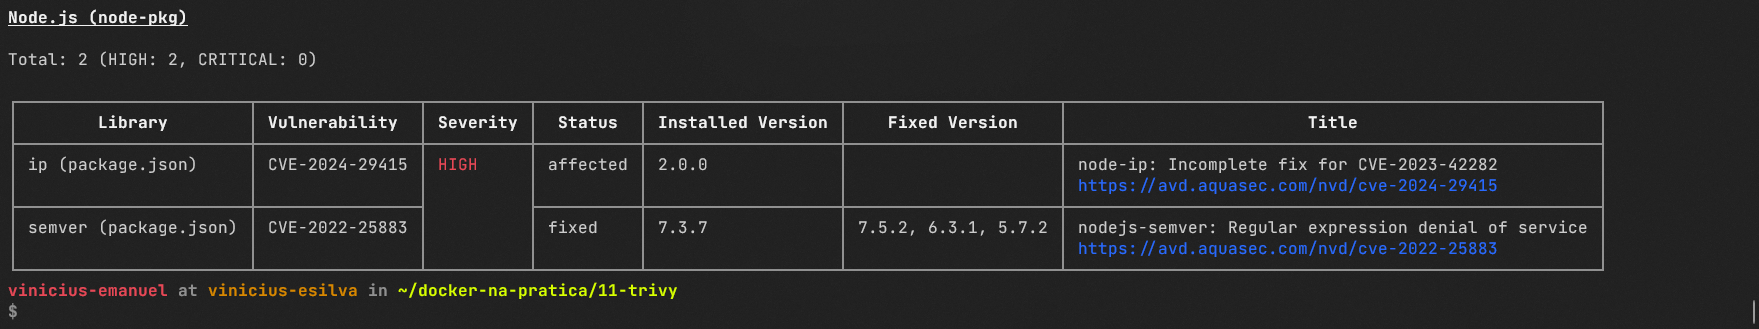 Node.js (node-pkg)
Total: 2 (HIGH: 2, CRITICAL: 0)
Library Vulnerability Severity Status Installed Version Fixed Version Title
ip (package.json) CVE-2024-29415 HIGH affected 2.0.0 node-ip: Incomplete fix for CVE-2023-42282
https://avd.aquasec.com/nvd/cve-2024-29415
semver (package.json) CVE-2022-25883 fixed 7.3.7 7.5.2, 6.3.1, 5.7.2 nodejs-semver: Regular expression denial of service
https://avd.aquasec.com/nvd/cve-2022-25883
vinicius-emanuel at vinicius-esilva in ~/docker-na-pratica/11-trivy
$